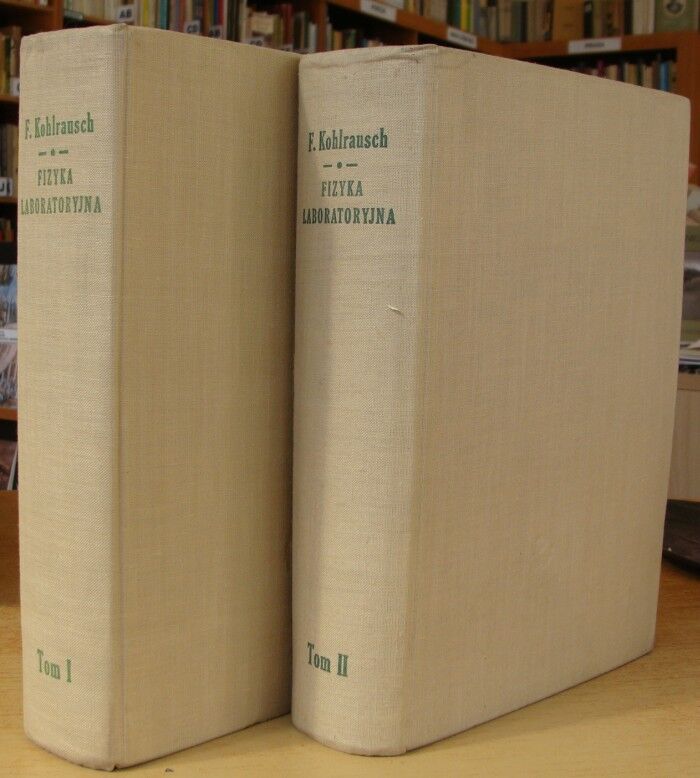 F. Kohlrausch
FIZYKA
LABORATORYJNA
Tom I
F. Kohlrausch
FIZYKA
LABORATORYJNA
Tom II